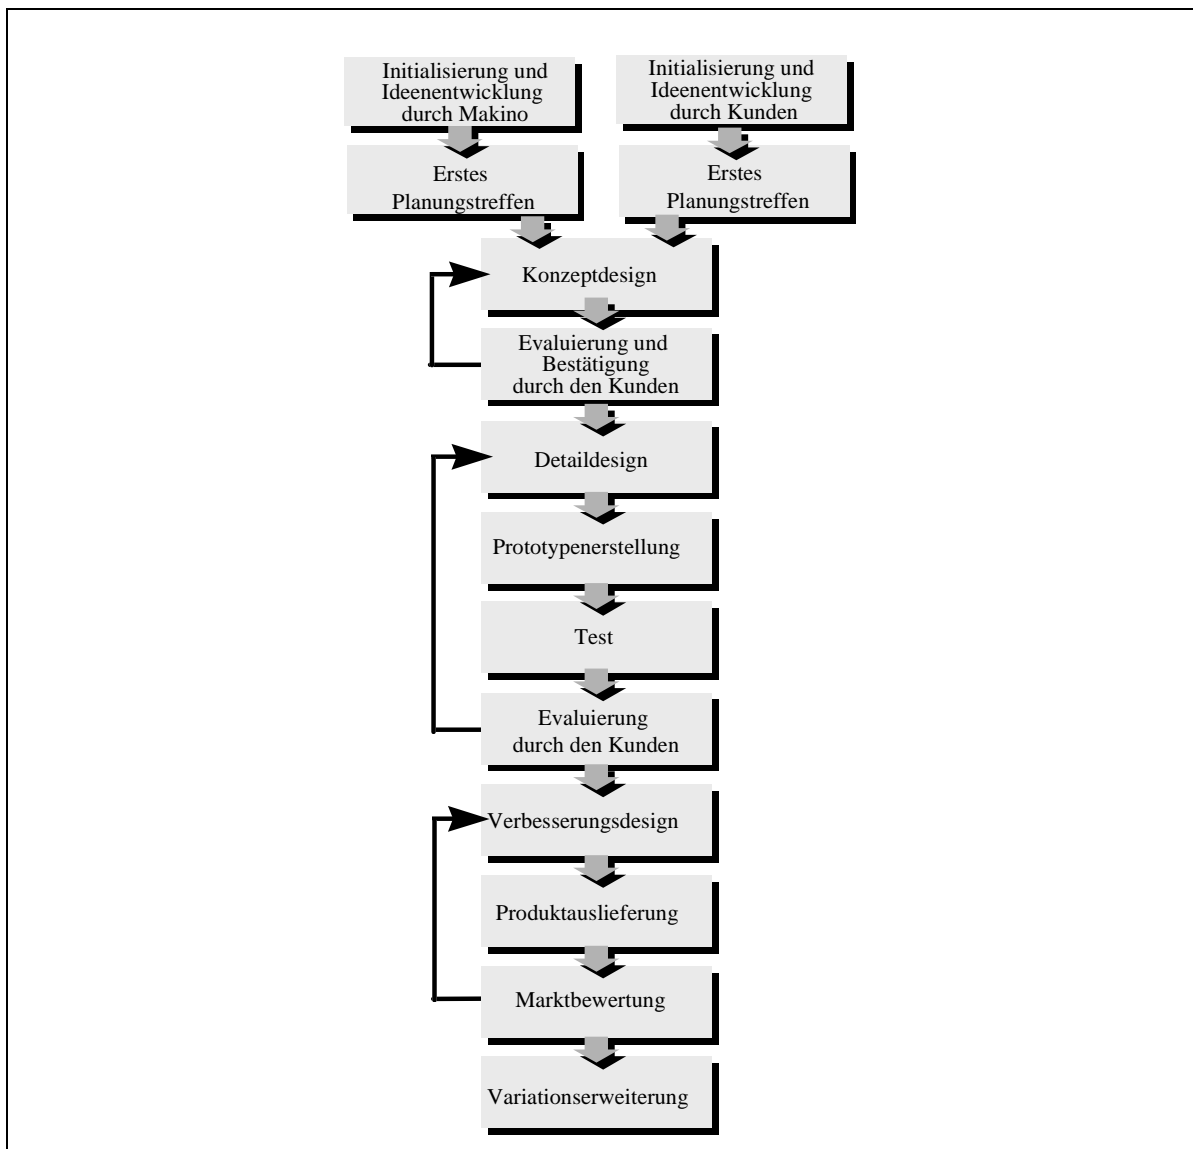 Initialisierung und
Ideenentwicklung
durch Makino
Initialisierung und
Ideenentwicklung
durch Kunden
Erstes
Planungstreffen
Erstes
Planungstreffen
Konzeptdesign
Evaluierung und
Bestätigung
durch den Kunden
Detaildesign
Prototypenerstellung
Test
Evaluierung
durch den Kunden
Verbesserungsdesign
Produktauslieferung
Marktbewertung
Variationserweiterung